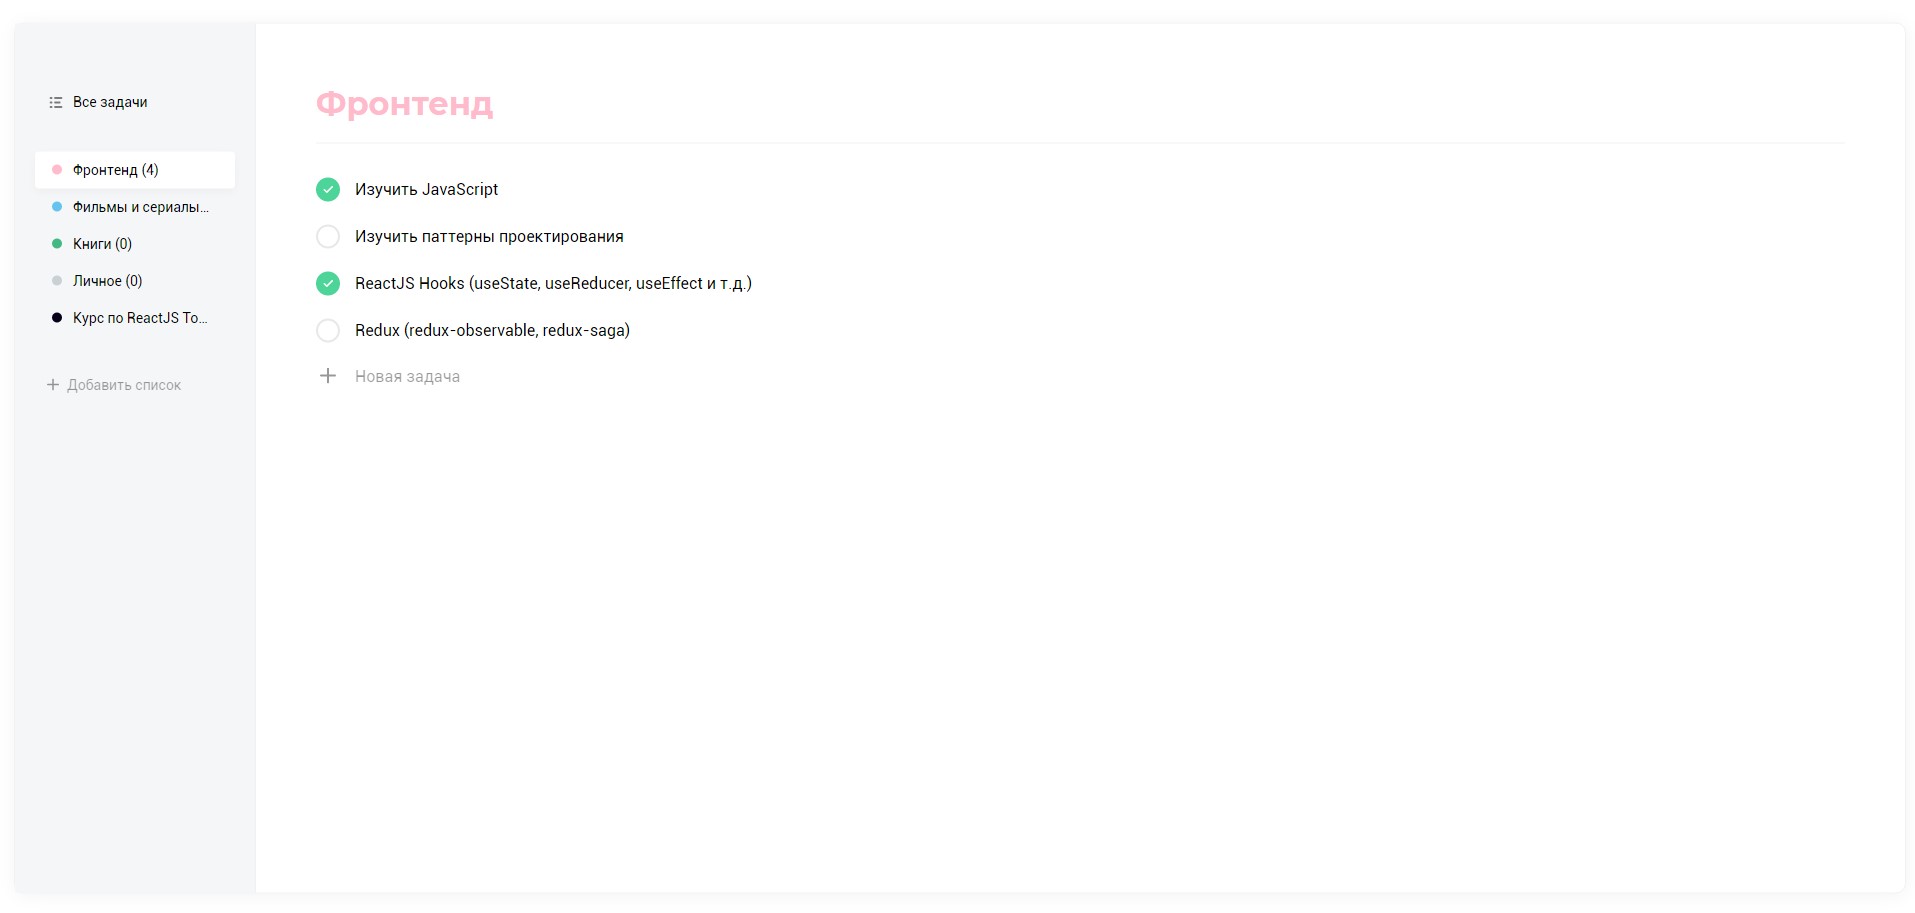 Все задачи
Фронтенд (4)
Фильмы и сериалы...
Книги (0)
Личное (0)
Курс по ReactJS To...
Добавить список
Фронтенд
Изучить JavaScript
Изучить паттерны проектирования
ReactJS Hooks (useState, useReducer, useEffect и т.д.)
Redux (redux-observable, redux-saga)
Новая задача